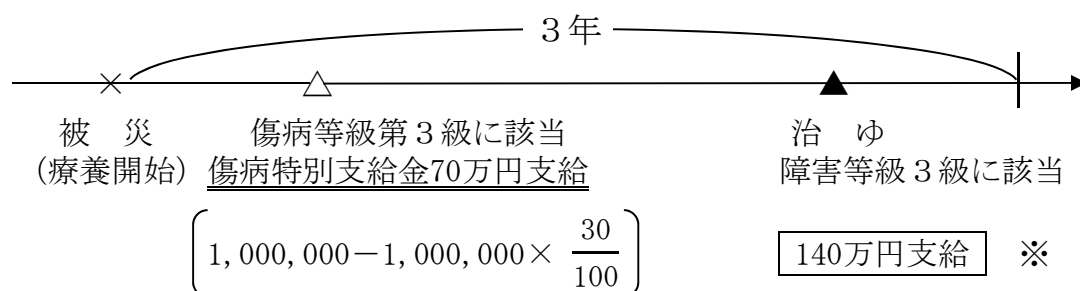 3年
被 災
(療養開始)
傷病等級第3級に該当
傷病特別支給金70万円支給
治 ゆ
障害等級3級に該当
1,000,000-1,000,000× 30/100
140万円支給 ※